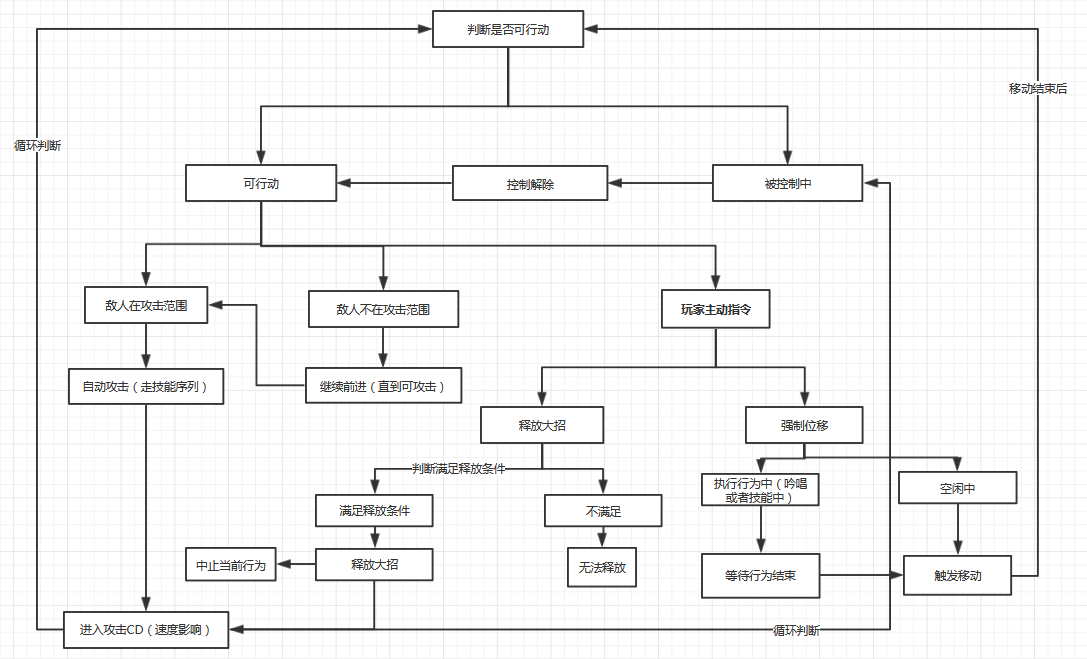 判断是否可行动
移动结束后
循环判断
可行动
控制解除
被控制中
敌人在攻击范围
敌人不在攻击范围
玩家主动指令
自动攻击（走技能序列）
继续前进（直到可攻击）
释放大招
强制位移
判断满足释放条件
执行行为中（吟唱
或者技能中）
空闲中
满足释放条件
不满足
中止当前行为
释放大招
无法释放
等待行为结束
触发移动
进入攻击CD（速度影响）
循环判断